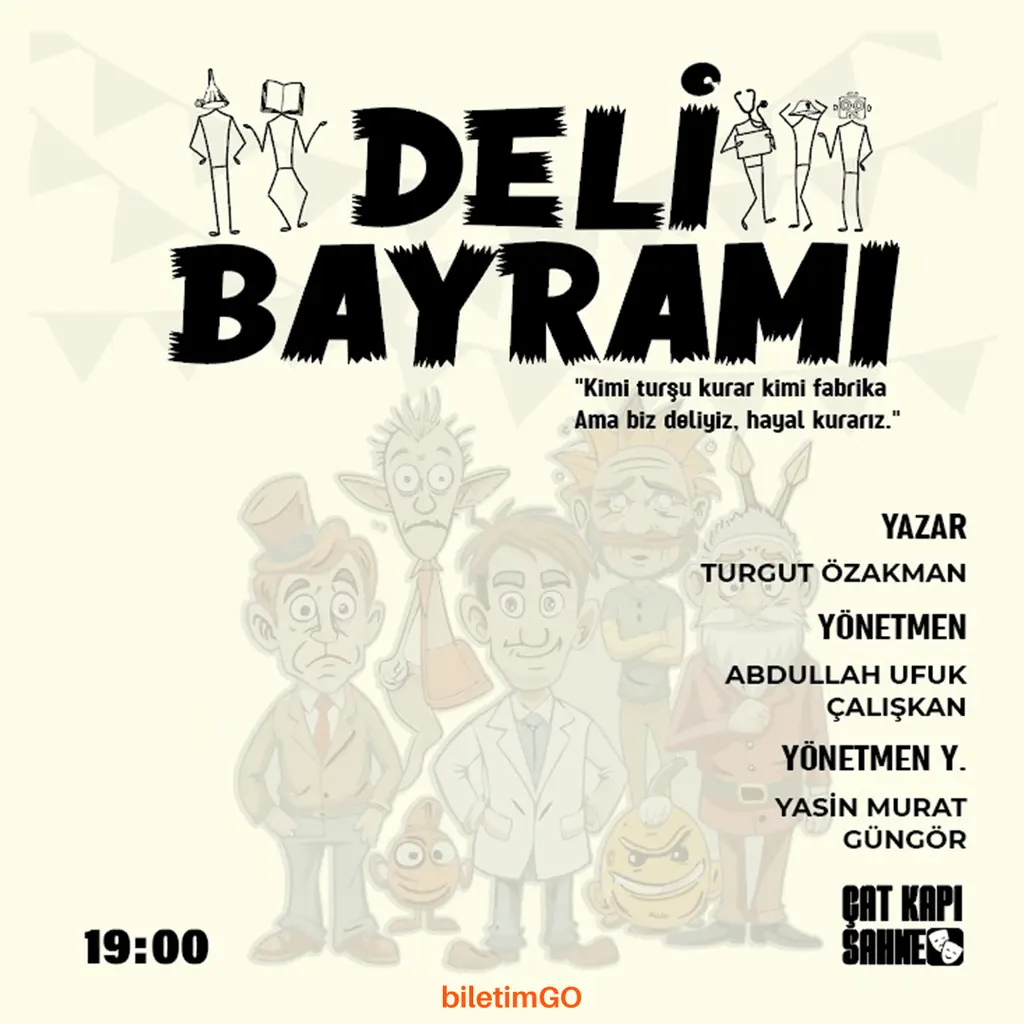 DELİ
BAYRAMI
"Kimi turşu kurar kimi fabrika
Ama biz deliyiz, hayal kurarız."
YAZAR
TURGUT ÖZAKMAN
YÖNETMEN
ABDULLAH UFUK
ÇALIŞKAN
YÖNETMEN Y.
YASİN MURAT
GÜNGÖR
ÇAT KAPI
SAHNE
19:00
biletimGO